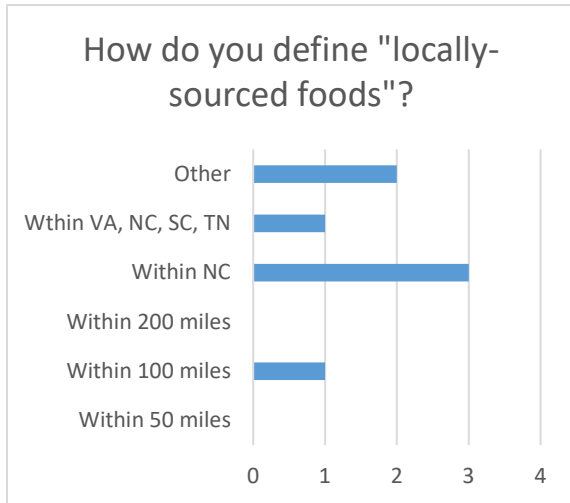 How do you define "locally-
sourced foods"?
Other
Wthin VA, NC, SC, TN
Within NC
Within 200 miles
Within 100 miles
Within 50 miles
0 1 2 3 4